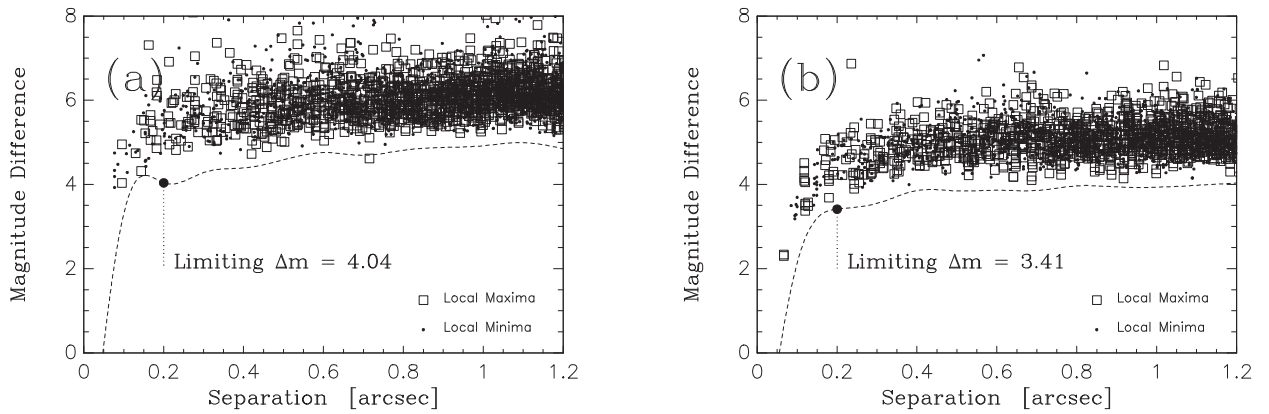 8
6
4
2
0
Magnitude Difference
(a)
Limiting Δm = 4.04
Local Maxima
Local Minima
0 0.2 0.4 0.6 0.8 1 1.2
Separation [arcsec]
8
6
4
2
0
Magnitude Difference
(b)
Limiting Δm = 3.41
Local Maxima
Local Minima
0 0.2 0.4 0.6 0.8 1 1.2
Separation [arcsec]